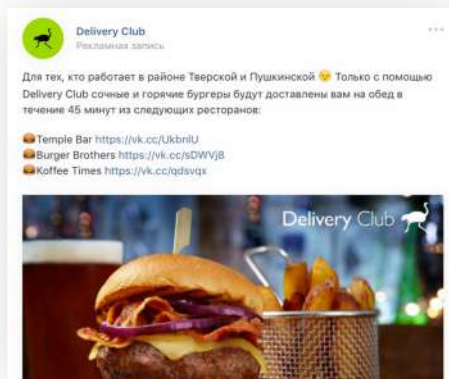 Delivery Club
Рекламная запись
Для тех, кто работает в районе Тверской и Пушкинской 😋 Только с помощью
Delivery Club сочные и горячие бургеры будут доставлены вам на обед в
течение 45 минут из следующих ресторанов:
🍔Temple Bar https://vk.cc/UkbnIU
🍔Burger Brothers https://vk.cc/sDWVj8
🍔Koffee Times https://vk.cc/qdsvqx
Delivery Club